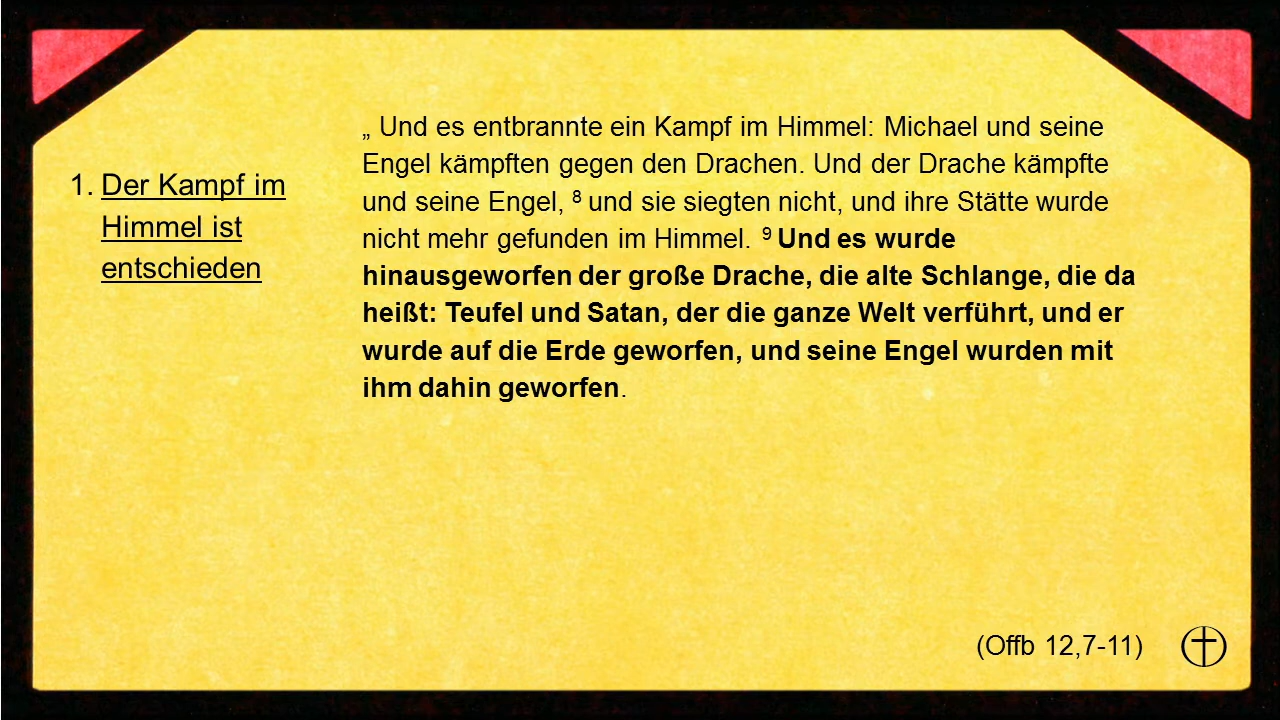 1. Der Kampf im
Himmel ist
entschieden
„ Und es entbrannte ein Kampf im Himmel: Michael und seine
Engel kämpften gegen den Drachen. Und der Drache kämpfte
und seine Engel, ⁸ und sie siegten nicht, und ihre Stätte wurde
nicht mehr gefunden im Himmel. ⁹ Und es wurde
hinausgeworfen der große Drache, die alte Schlange, die da
heißt: Teufel und Satan, der die ganze Welt verführt, und er
wurde auf die Erde geworfen, und seine Engel wurden mit
ihm dahin geworfen.
(Offb 12,7-11)